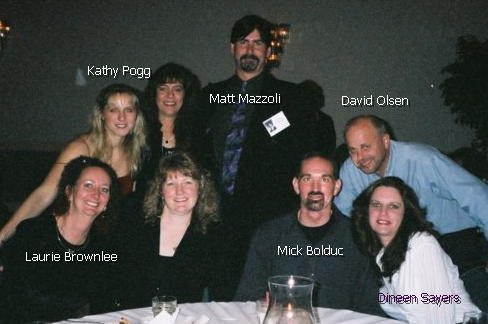 Kathy Pogg
Matt Mazzoli
David Olsen
Laurie Brownlee
Mick Bolduc
Dineen Sayers